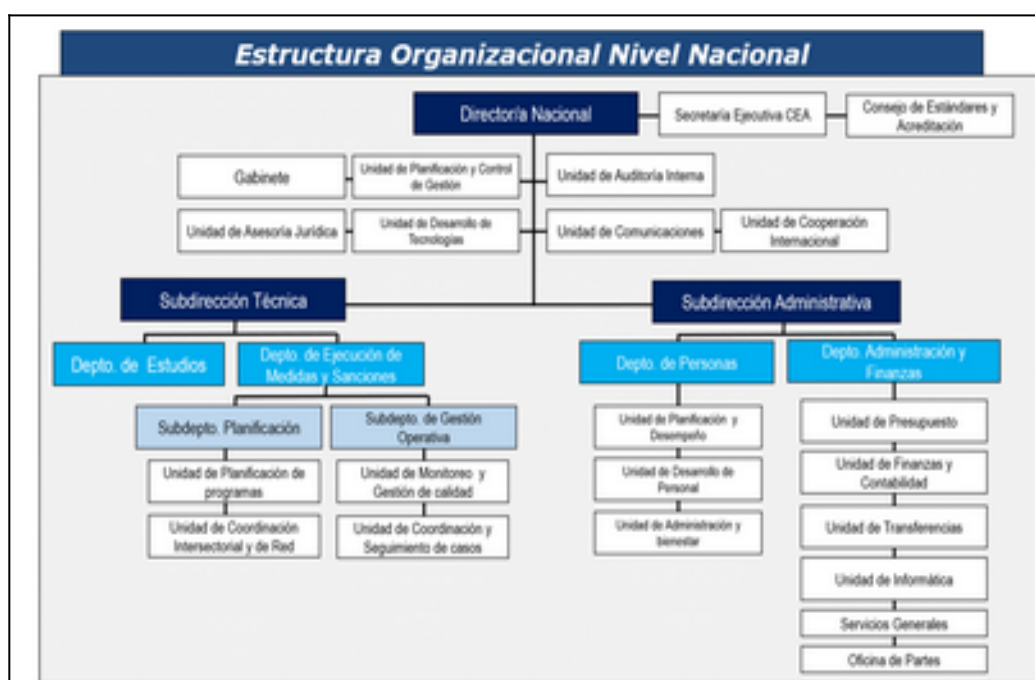 Estructura Organizacional Nivel Nacional
Director/a Nacional
Secretaría Ejecutiva CEA
Consejo de Estándares y
Acreditación
Gabinete
Unidad de Planificación y Control
de Gestión
Unidad de Auditoría Interna
Unidad de Asesoría Jurídica
Unidad de Desarrollo de
Tecnologías
Unidad de Comunicaciones
Unidad de Cooperación
Internacional
Subdirección Técnica
Subdirección Administrativa
Depto. de Estudios
Depto. de Ejecución de
Medidas y Sanciones
Depto. de Personas
Depto. Administración y
Finanzas
Subdepto. Planificación
Subdepto. de Gestión
Operativa
Unidad de Planificación y
Desempeño
Unidad de Presupuesto
Unidad de Planificación de
programas
Unidad de Monitoreo y
Gestión de calidad
Unidad de Desarrollo de
Personal
Unidad de Finanzas y
Contabilidad
Unidad de Coordinación
Intersectorial y de Red
Unidad de Coordinación y
Seguimiento de casos
Unidad de Administración y
bienestar
Unidad de Transferencias
Unidad de Informática
Servicios Generales
Oficina de Partes